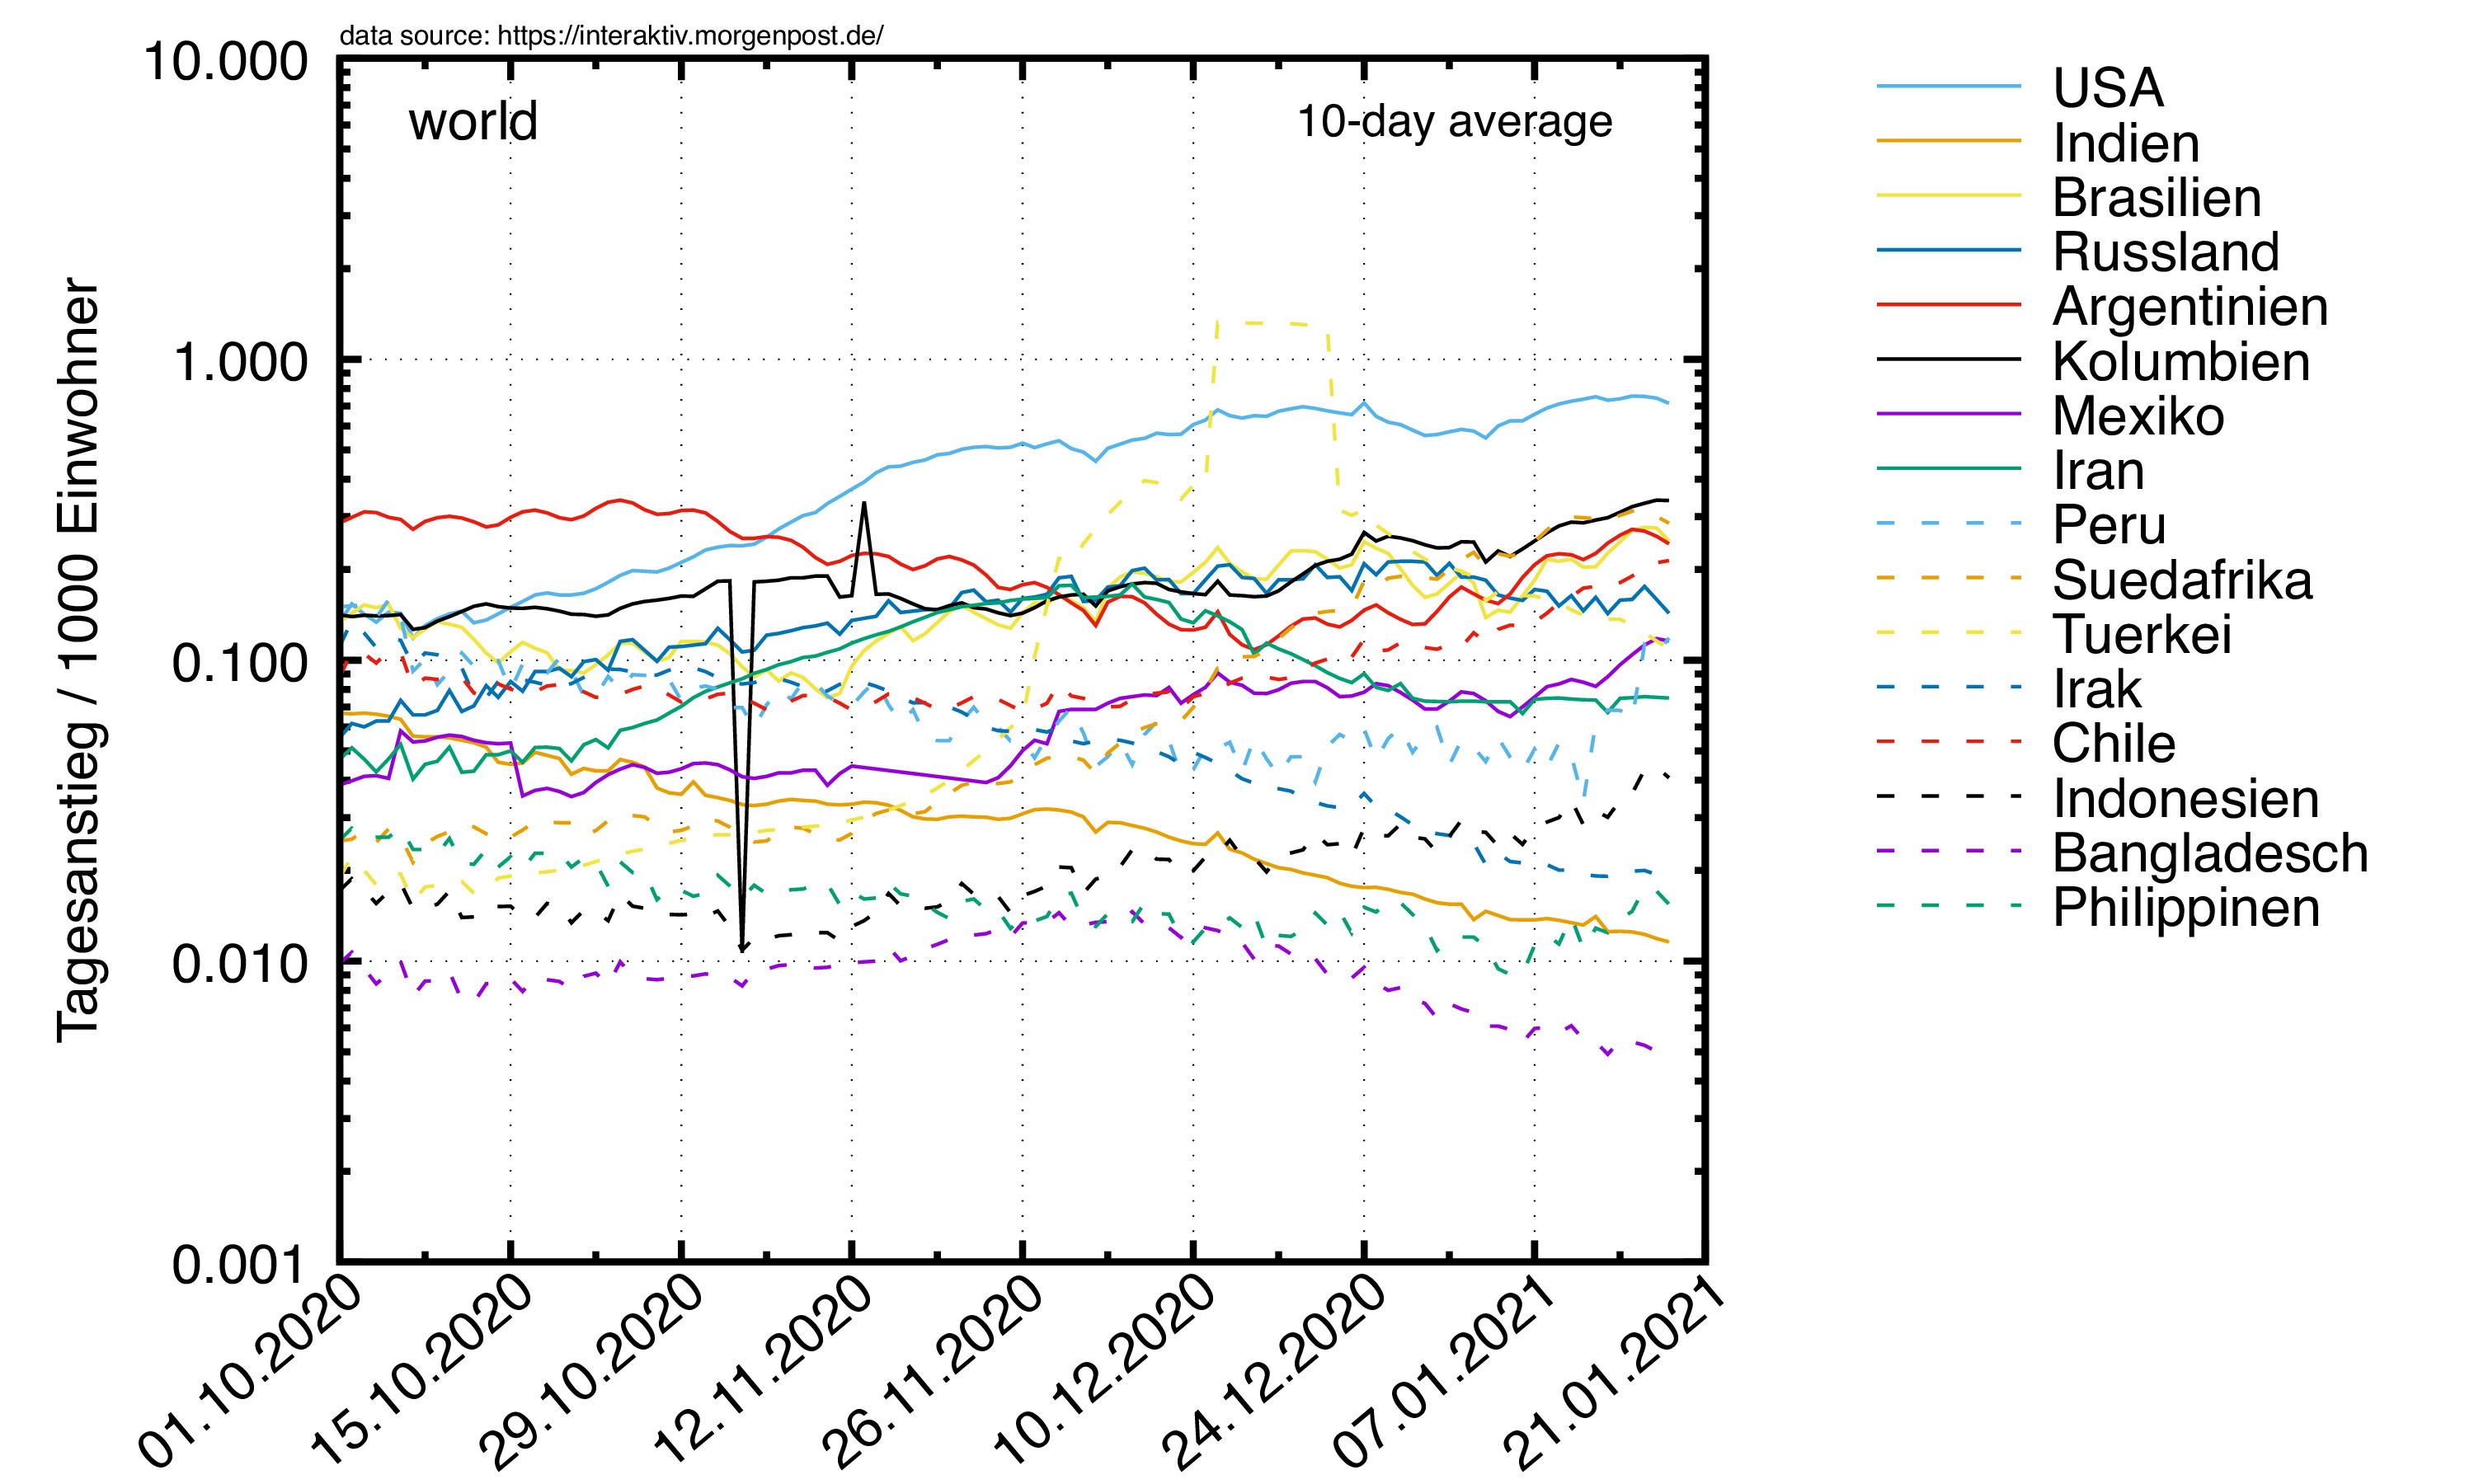 data source: https://interaktiv.morgenpost.de/
10.000
1.000
0.100
0.010
0.001
Tagesanstieg / 1000 Einwohner
world
10-day average
01.10.2020
15.10.2020
29.10.2020
12.11.2020
26.11.2020
10.12.2020
24.12.2020
07.01.2021
21.01.2021
USA
Indien
Brasilien
Russland
Argentinien
Kolumbien
Mexiko
Iran
Peru
Suedafrika
Tuerkei
Irak
Chile
Indonesien
Bangladesch
Philippinen